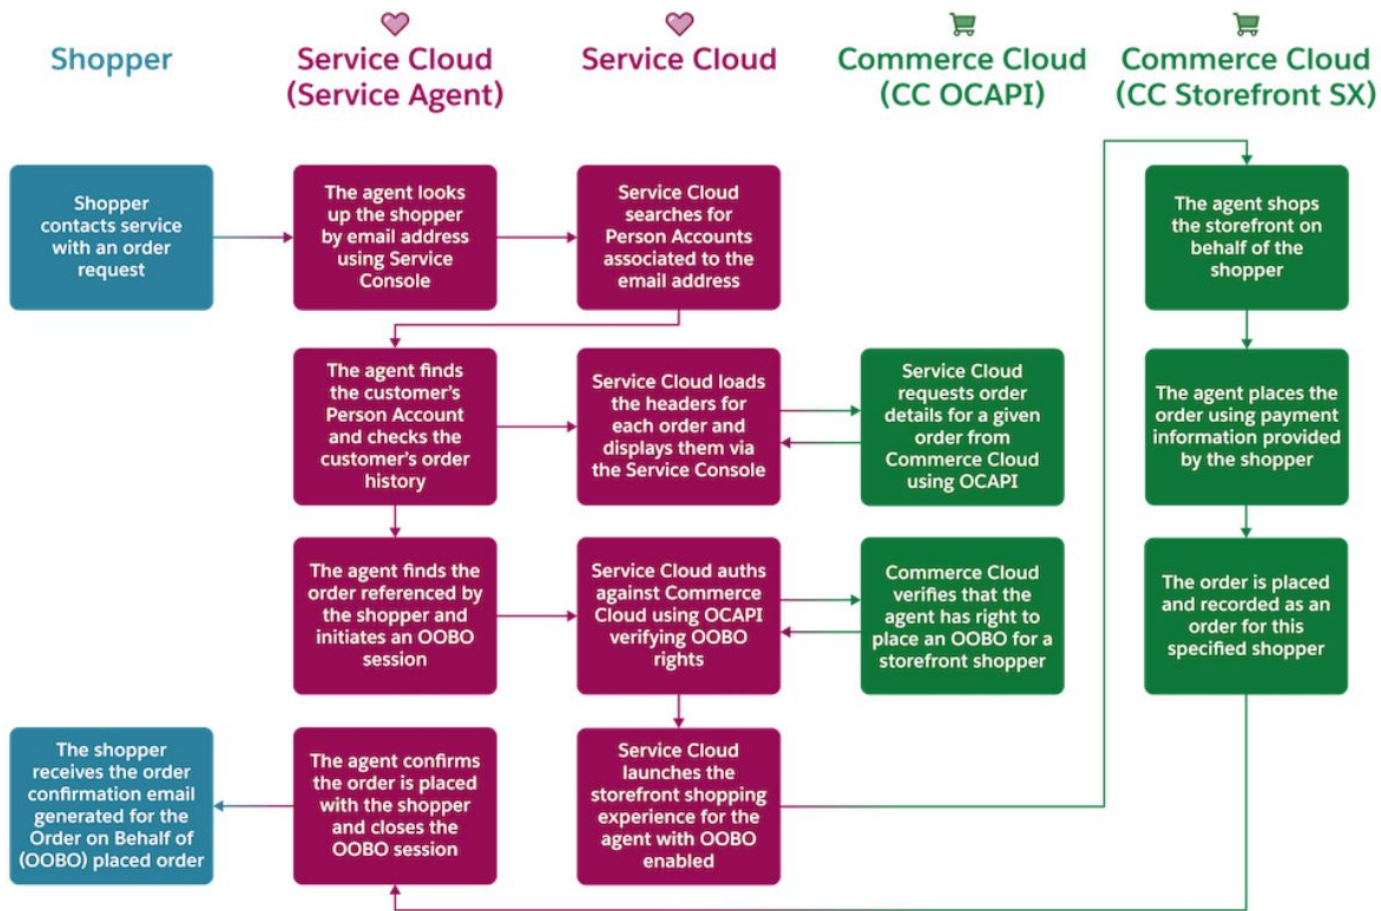 Shopper
Service Cloud
(Service Agent)
Service Cloud
Commerce Cloud
(CC OCAPI)
Commerce Cloud
(CC Storefront SX)
Shopper
contacts service
with an order
request
The agent looks
up the shopper
by email address
using Service
Console
Service Cloud
searches for
Person Accounts
associated to the
email address
The agent shops
the storefront on
behalf of the
shopper
The agent finds
the customer's
Person Account
and checks the
customer's order
history
Service Cloud loads
the headers for
each order and
displays them via
the Service Console
Service Cloud
requests order
details for a given
order from
Commerce Cloud
using OCAPI
The agent places the
order using payment
information provided
by the shopper
The agent finds the
order referenced by
the shopper and
initiates an OOBO
session
Service Cloud auths
against Commerce
Cloud using OCAPI
verifying OOBO
rights
Commerce Cloud
verifies that the
agent has right to
place an OOBO for a
storefront shopper
The order is placed
and recorded as an
order for this
specified shopper
The shopper
receives the order
confirmation email
generated for the
Order on Behalf of
(OOBO) placed order
The agent confirms
the order is placed
with the shopper
and closes the
OOBO session
Service Cloud
launches the
storefront shopping
experience for the
agent with OOBO
enabled